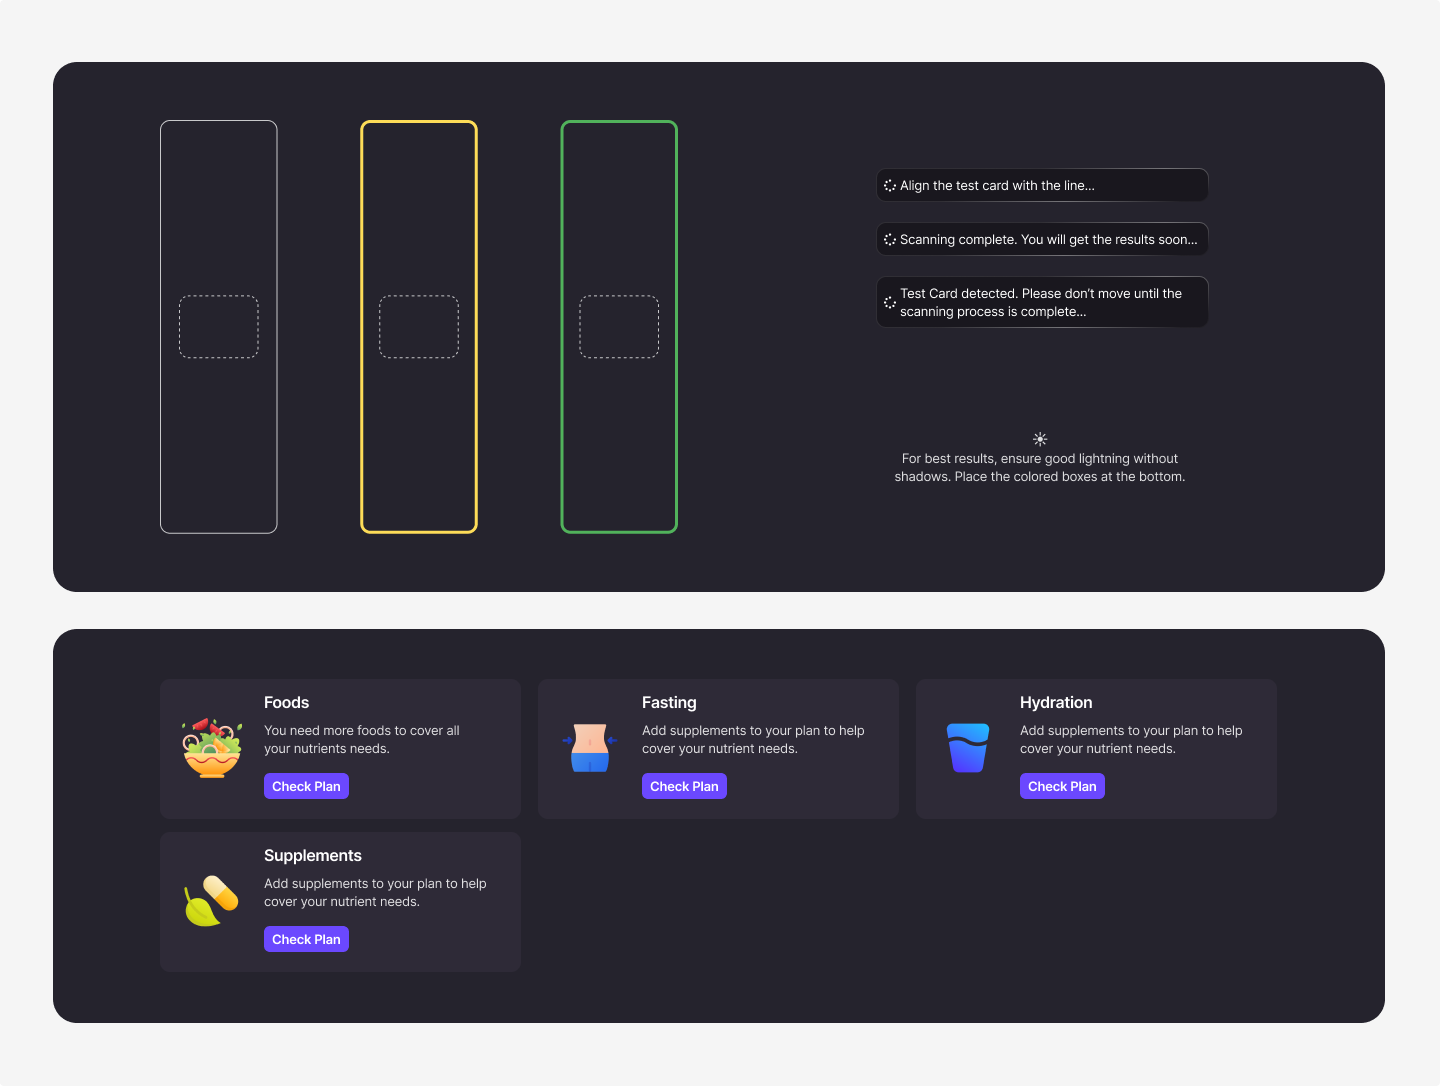 Align the test card with the line...
Scanning complete. You will get the results soon...
Test Card detected. Please don’t move until the
scanning process is complete...
For best results, ensure good lightning without
shadows. Place the colored boxes at the bottom.
Foods
You need more foods to cover all
your nutrients needs.
Check Plan
Fasting
Add supplements to your plan to help
cover your nutrient needs.
Check Plan
Hydration
Add supplements to your plan to help
cover your nutrient needs.
Check Plan
Supplements
Add supplements to your plan to help
cover your nutrient needs.
Check Plan